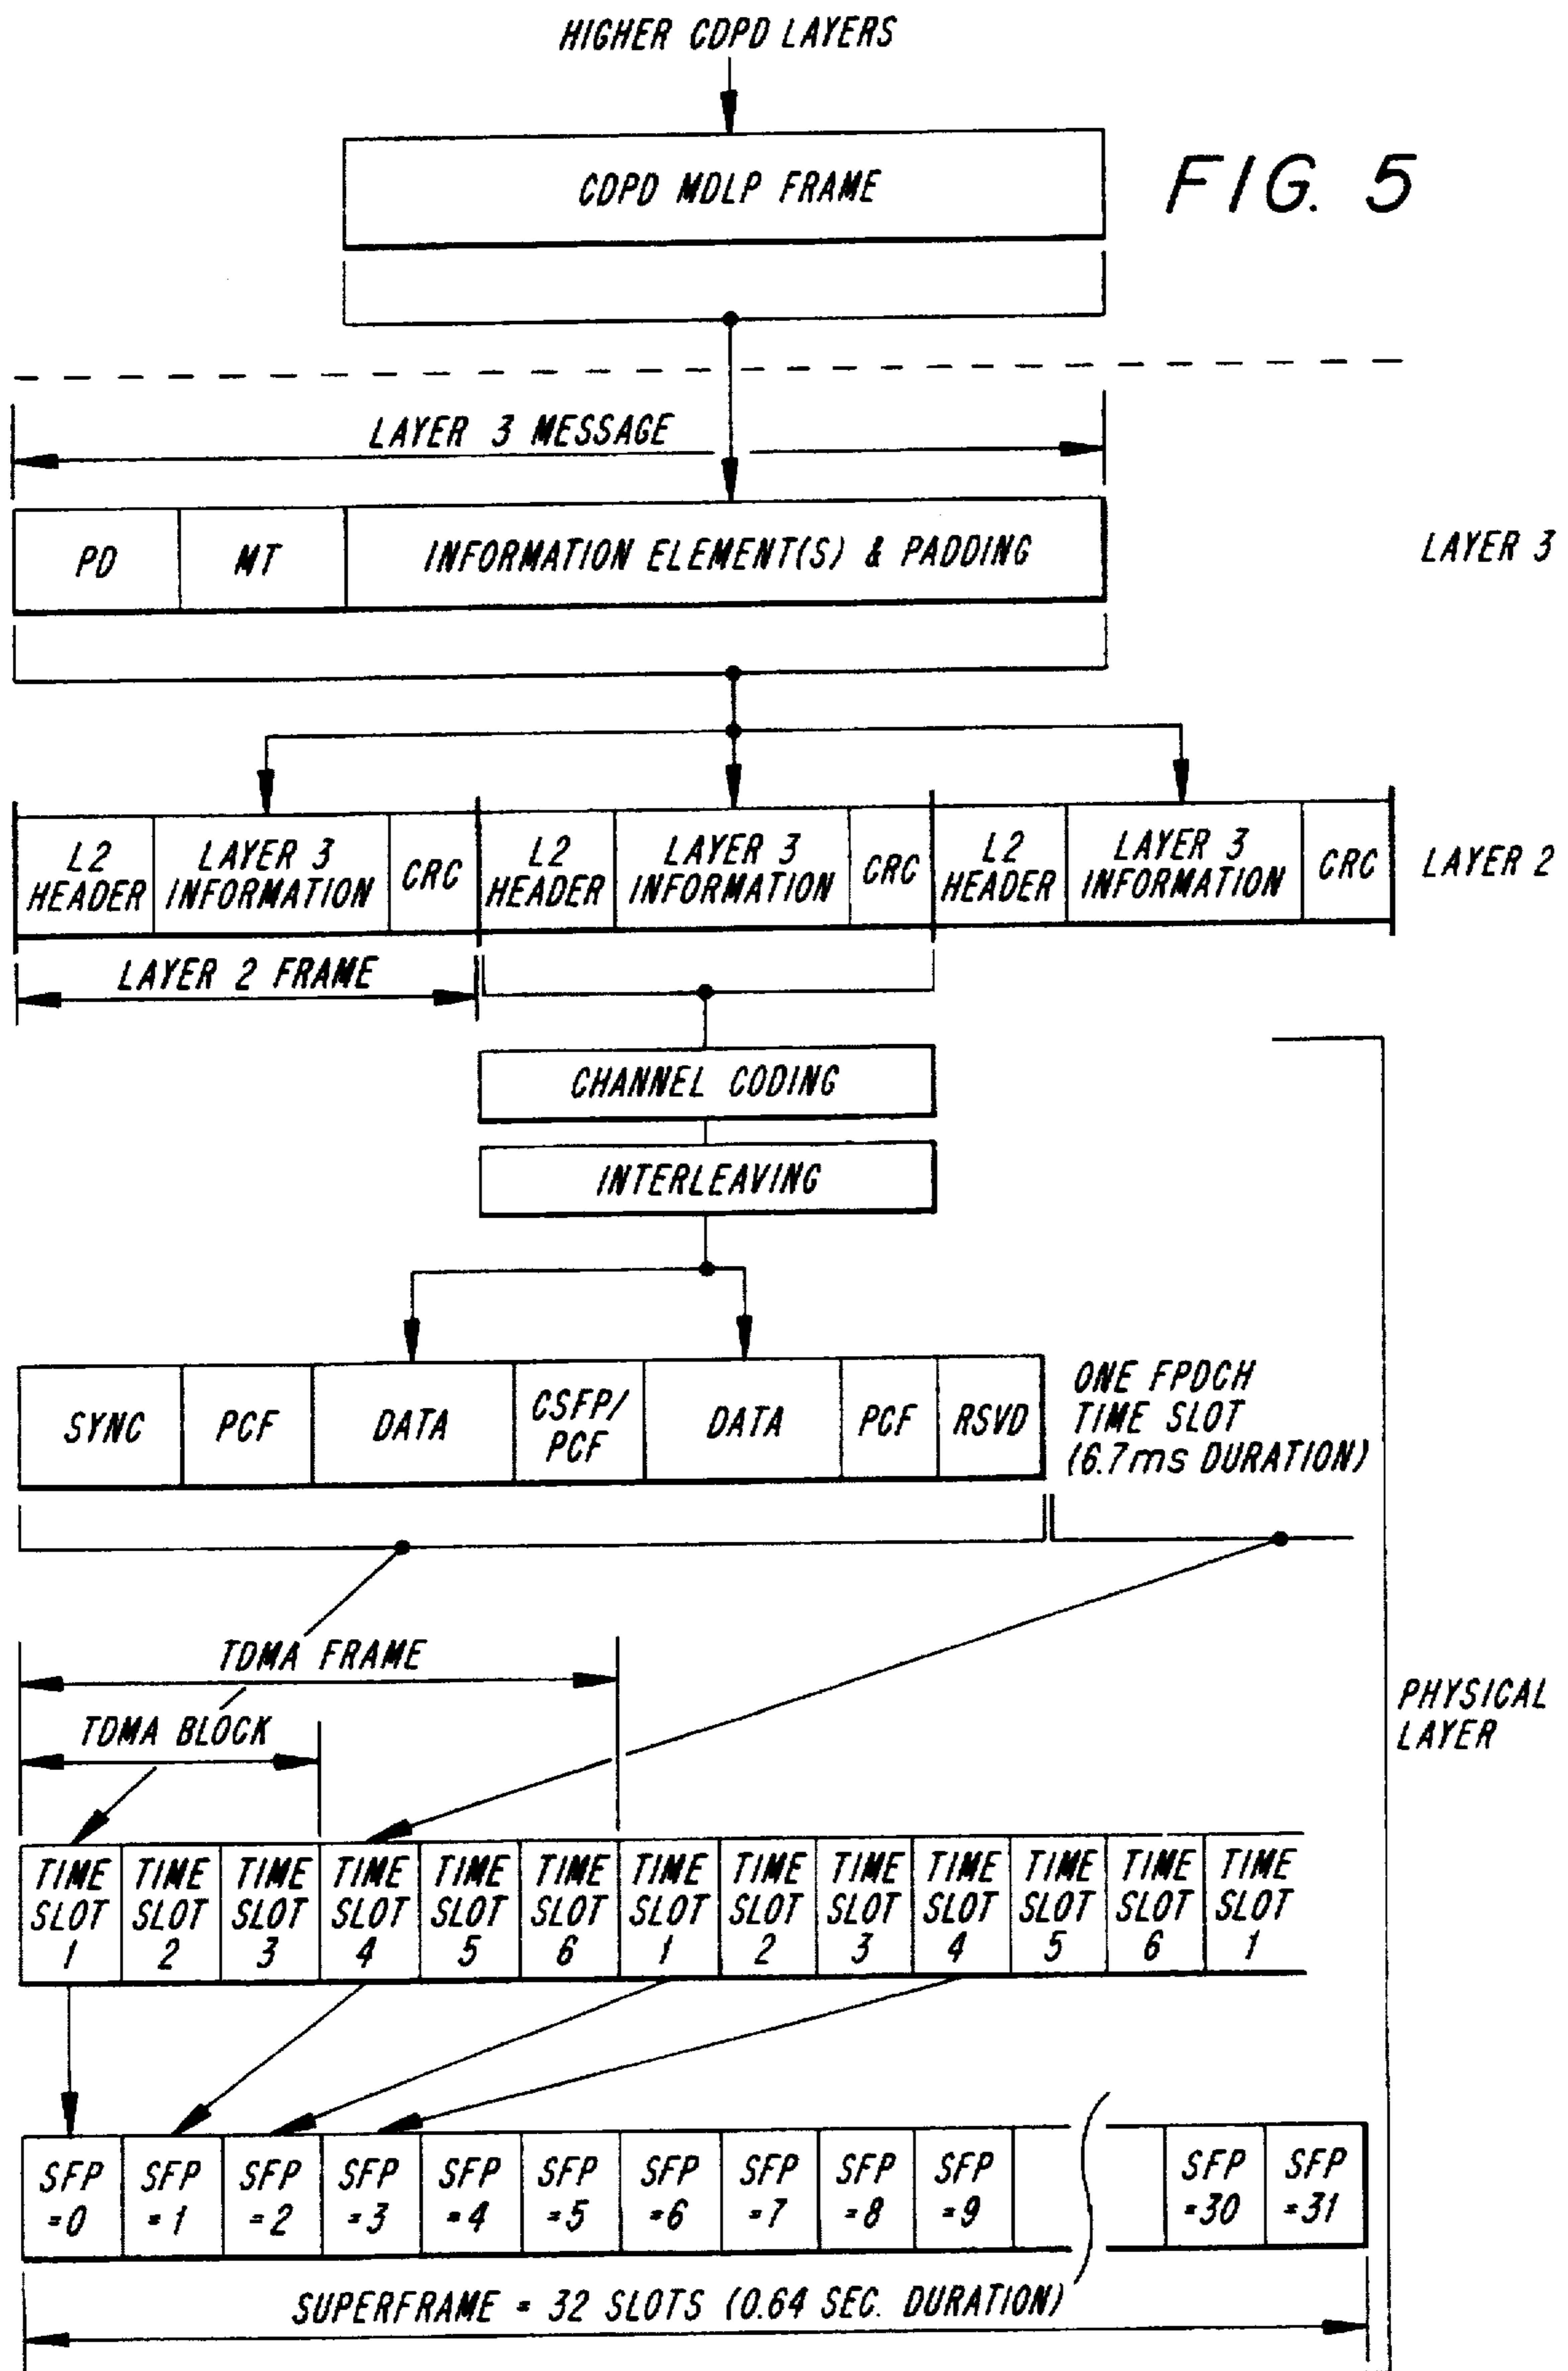 HIGHER CDPD LAYERS
CDPD MDLP FRAME
FIG. 5
LAYER 3 MESSAGE
PD
MT
INFORMATION ELEMENT(S) & PADDING
LAYER 3
L2
HEADER
LAYER 3
INFORMATION
CRC
L2
HEADER
LAYER 3
INFORMATION
CRC
L2
HEADER
LAYER 3
INFORMATION
CRC
LAYER 2
LAYER 2 FRAME
CHANNEL CODING
INTERLEAVING
SYNC
PCF
DATA
CSFP/
PCF
DATA
PCF
RSVD
ONE FPDCH
TIME SLOT
(6.7ms DURATION)
TDMA FRAME
TDMA BLOCK
PHYSICAL
LAYER
TIME
SLOT
1
TIME
SLOT
2
TIME
SLOT
3
TIME
SLOT
4
TIME
SLOT
5
TIME
SLOT
6
TIME
SLOT
1
TIME
SLOT
2
TIME
SLOT
3
TIME
SLOT
4
TIME
SLOT
5
TIME
SLOT
6
TIME
SLOT
1
SFP
=0
SFP
=1
SFP
=2
SFP
=3
SFP
=4
SFP
=5
SFP
=6
SFP
=7
SFP
=8
SFP
=9
SFP
=30
SFP
=31
SUPERFRAME = 32 SLOTS (0.64 SEC. DURATION)